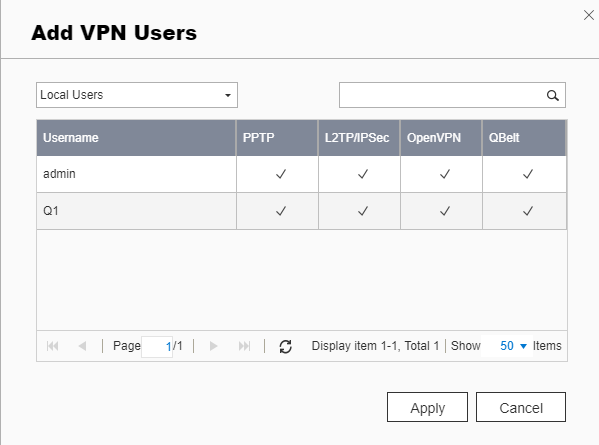 Add VPN Users
Local Users
Username PPTP L2TP/IPSec OpenVPN QBelt
admin
Q1
Page 1 /1 Display item 1-1, Total 1 Show 50 Items
Apply Cancel